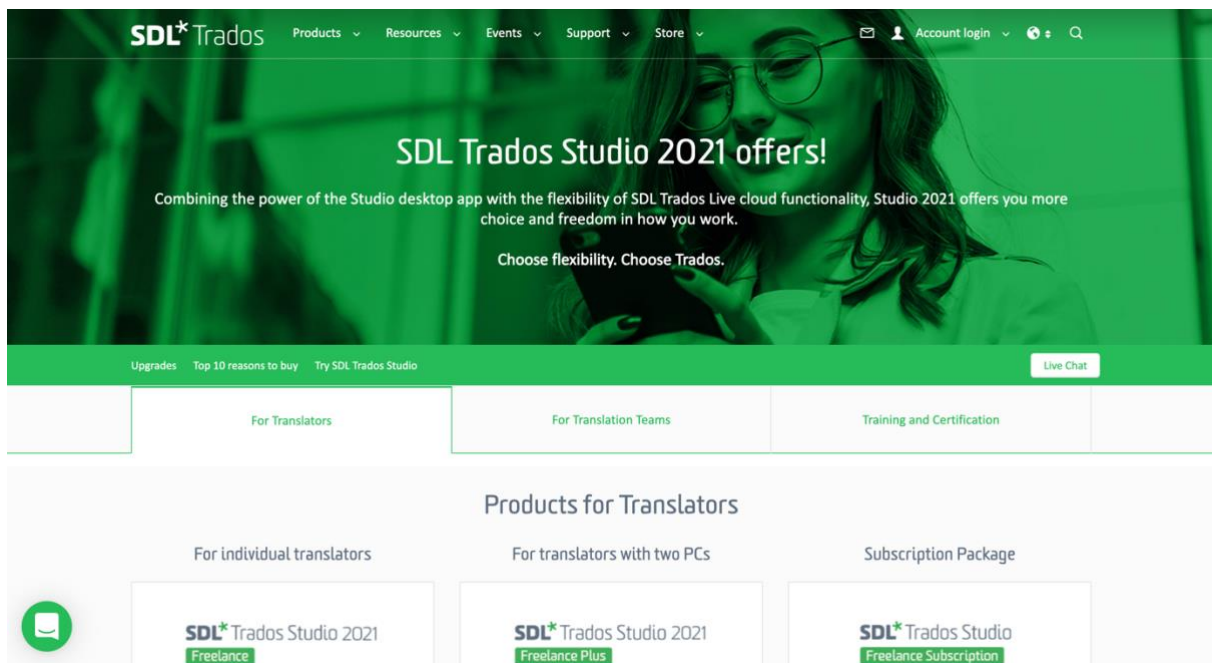 SDL* Trados Products Resources Events Support Store Account login
SDL Trados Studio 2021 offers!
Combining the power of the Studio desktop app with the flexibility of SDL Trados Live cloud functionality, Studio 2021 offers you more
choice and freedom in how you work.
Choose flexibility. Choose Trados.
Upgrades Top 10 reasons to buy Try SDL Trados Studio Live Chat
For Translators For Translation Teams Training and Certification
Products for Translators
For individual translators For translators with two PCs Subscription Package
SDL* Trados Studio 2021 SDL* Trados Studio 2021 SDL* Trados Studio
Freelance Freelance Plus Freelance Subscription